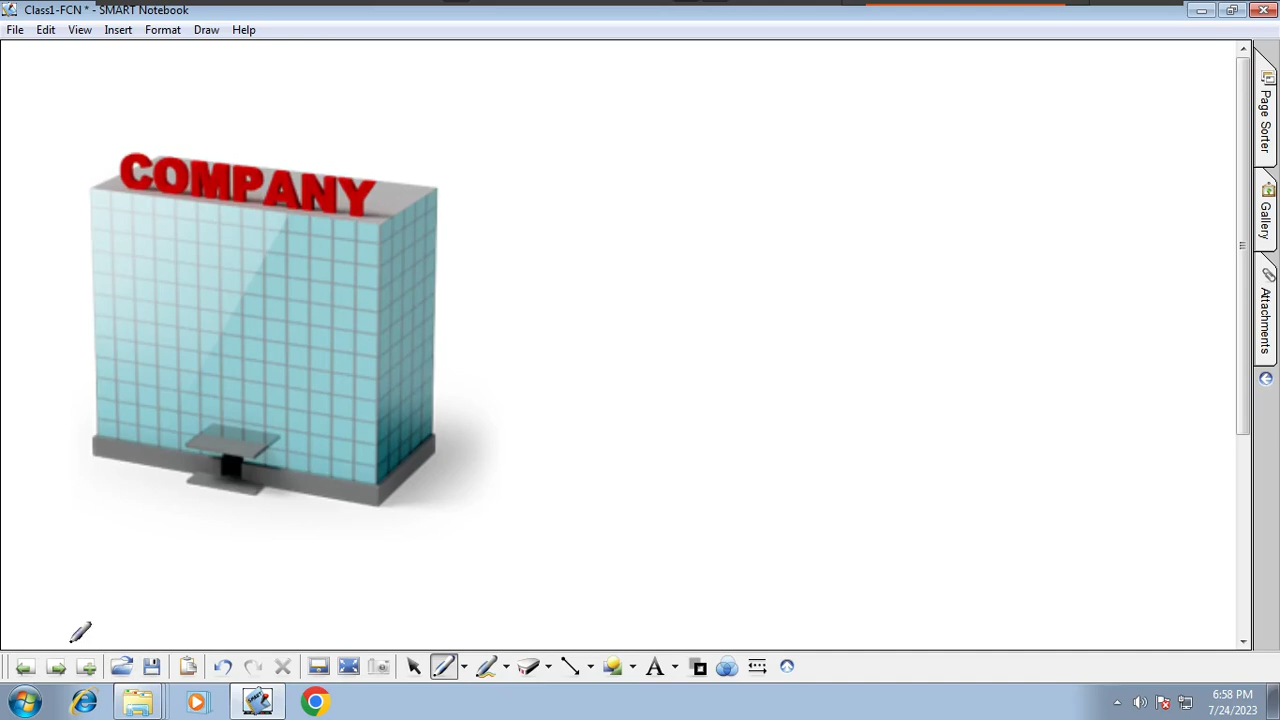 Class1-FCN * - SMART Notebook
File Edit View Insert Format Draw Help
COMPANY
Page Sorter
Gallery
Attachments
A
6:58 PM
7/24/2023